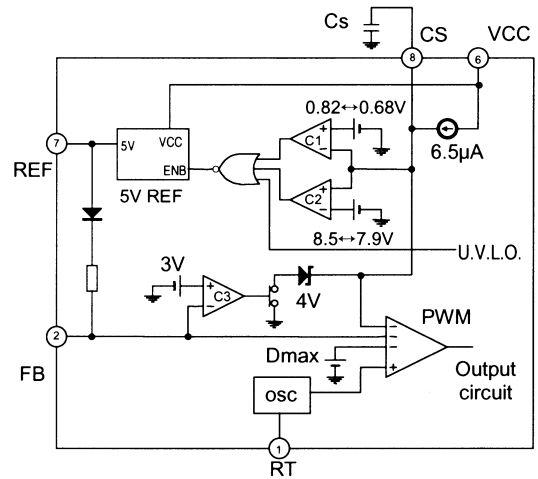 Cs
CS
VCC
8
6
0.82↔0.68V
7
5V
VCC
ENB
REF
5V REF
C1
+
−
6.5µA
C2
+
−
8.5↔7.9V
U.V.L.O.
3V
+
−
C3
4V
PWM
2
FB
Dmax
−
−
−
+
Output
circuit
OSC
1
RT